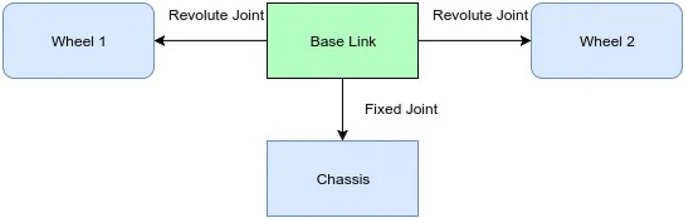 Revolute Joint
Revolute Joint
Wheel 1
Base Link
Wheel 2
Fixed Joint
Chassis